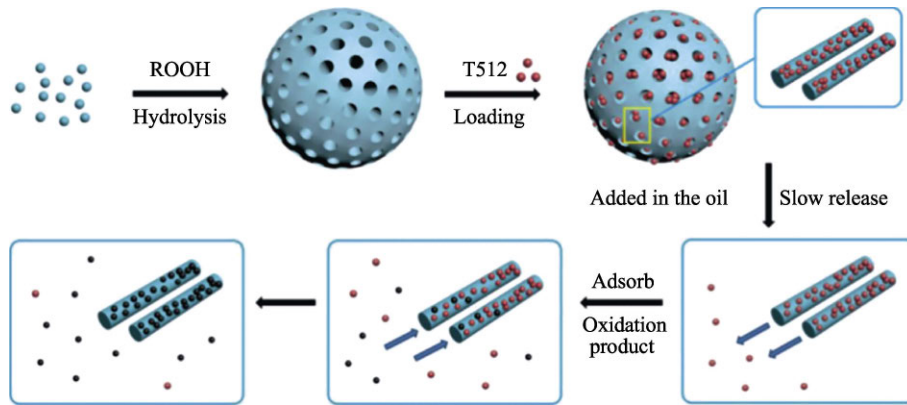 ROOH
Hydrolysis
T512
Loading
Added in the oil
Slow release
Adsorb
Oxidation
product